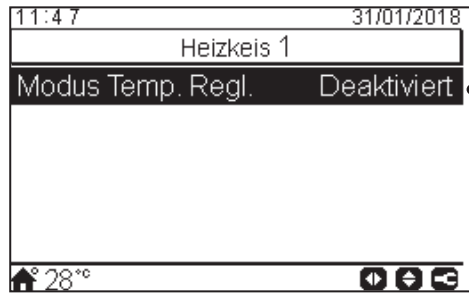 11:47 31/01/2018
Heizkeis 1
Modus Temp. Regl. Deaktiviert
28°c